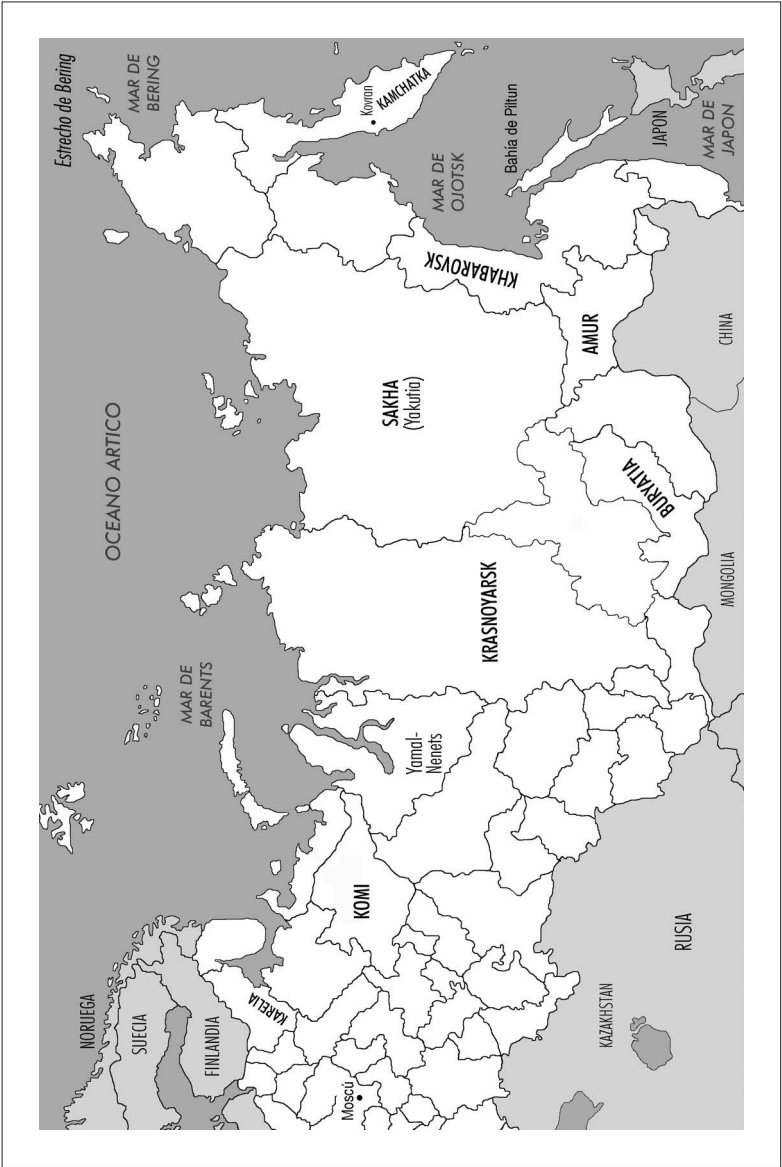 Estrecho de Bering
MAR DE
BERING
Kovran
KAMCHATKA
MAR DE
OJOTSK
Bahía de Piltun
JAPON
MAR DE
JAPON
OCEANO ARTICO
SAKHA
(Yakutia)
KHABAROVSK
AMUR
CHINA
BURYATIA
MONGOLIA
KRASNOYARSK
MAR DE
BARENTS
Yamal-
Nenets
KOMI
NORUEGA
SUECIA
FINLANDIA
KARELIA
Moscú
KAZAKHSTAN
RUSIA